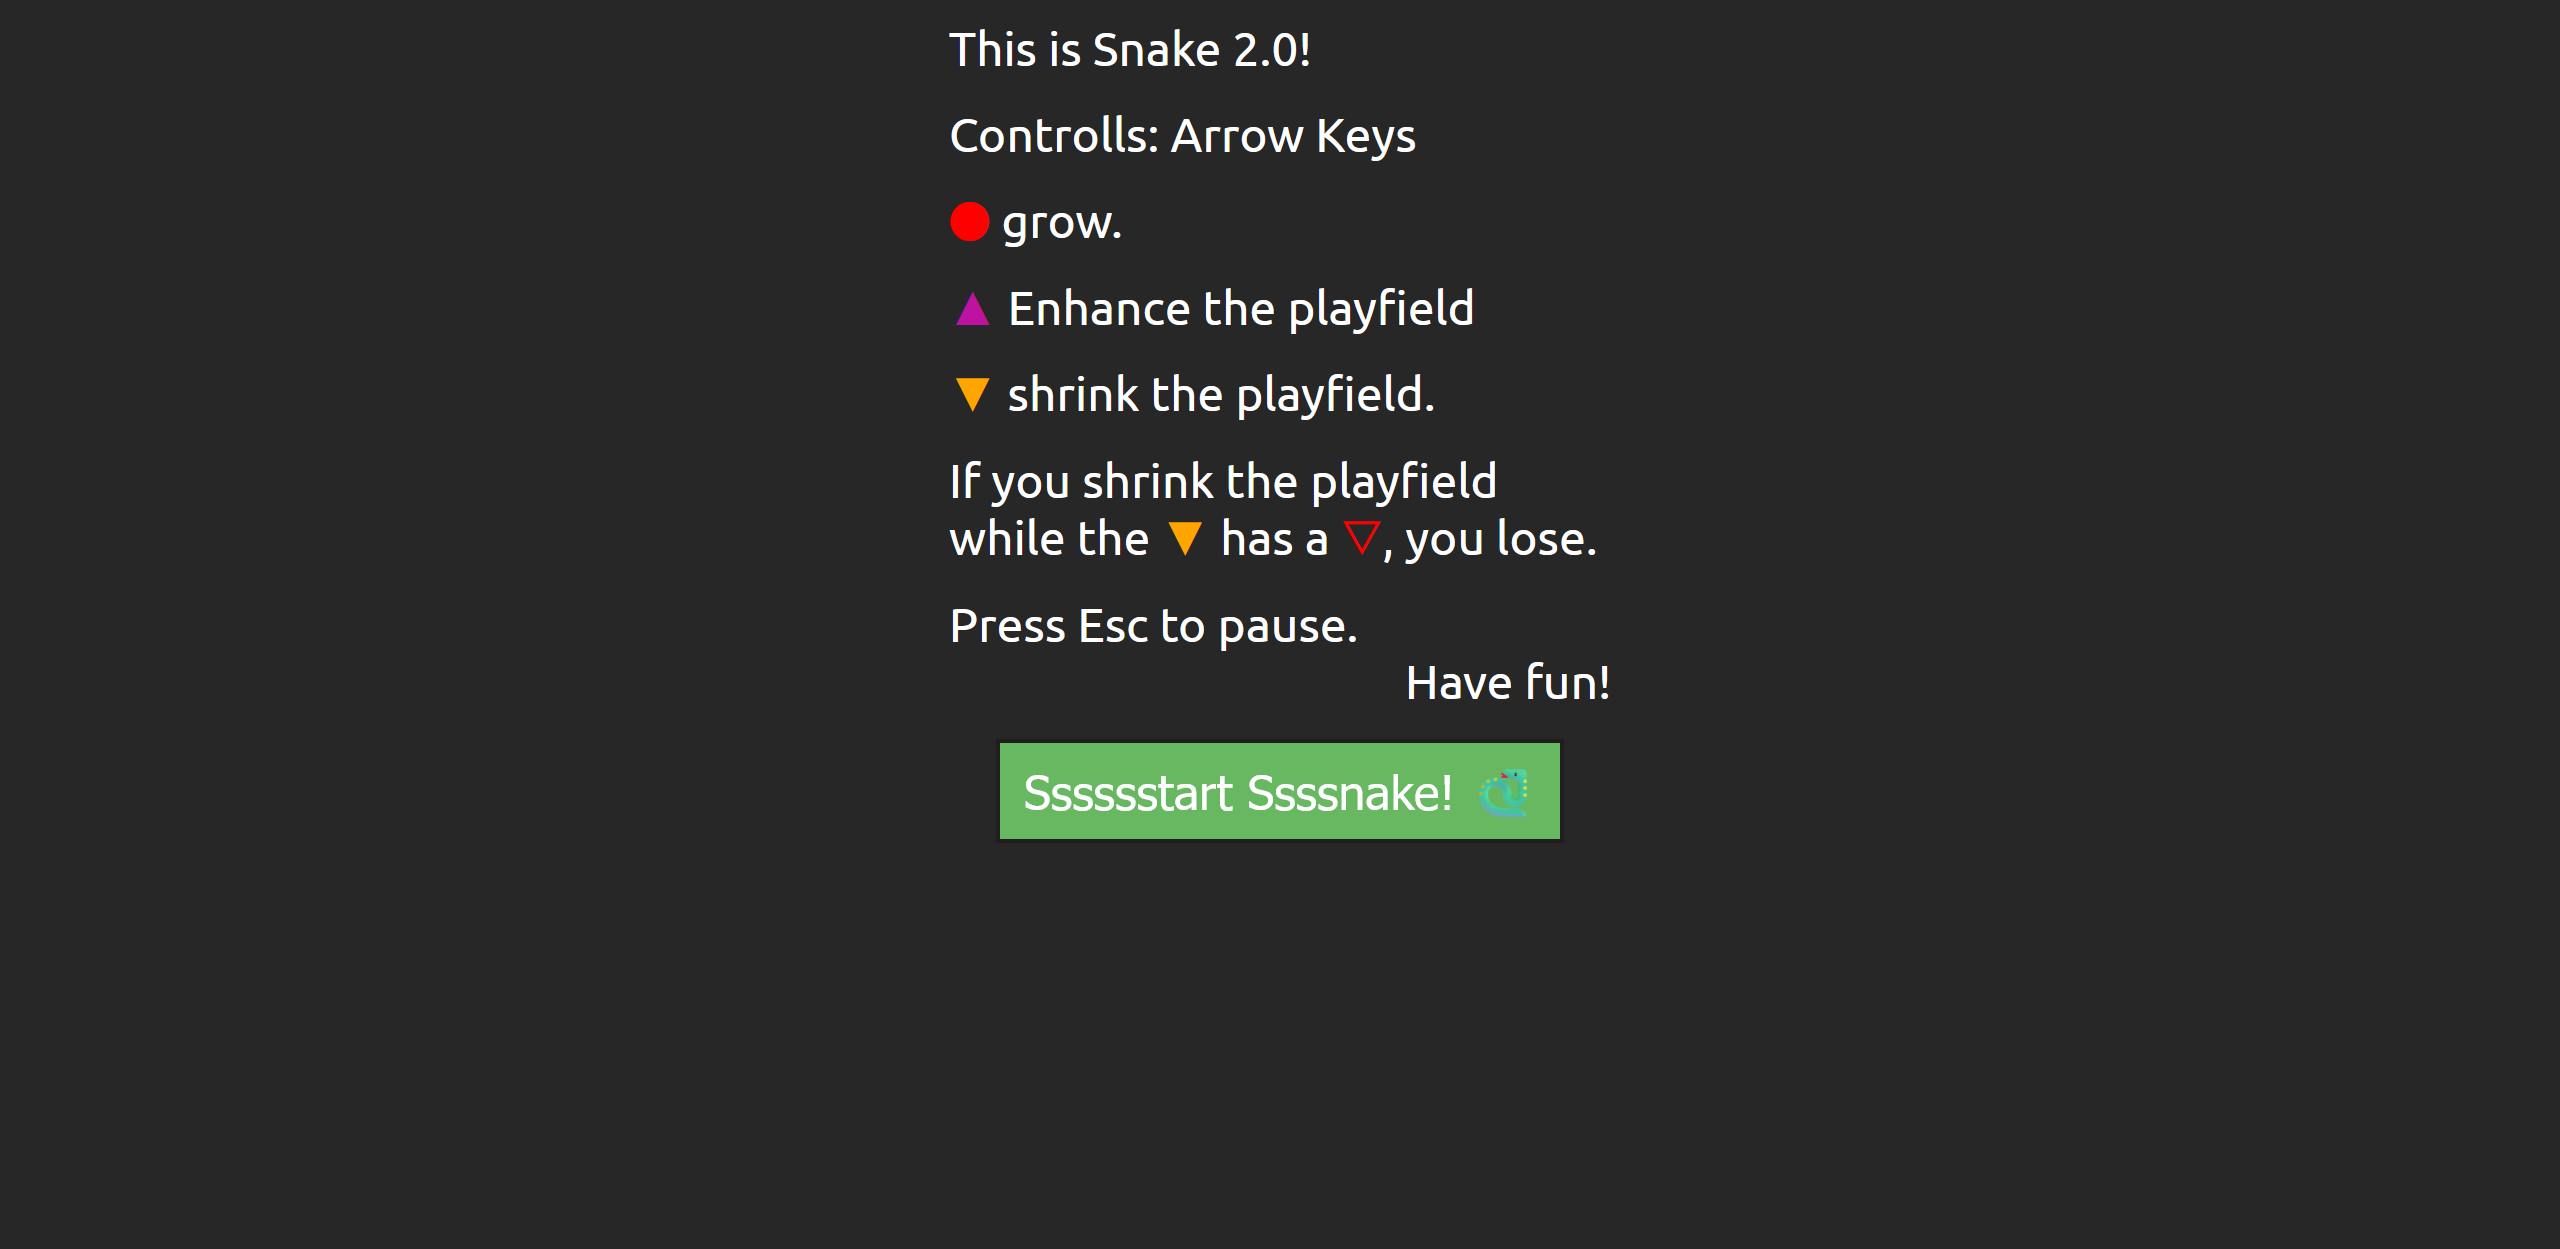 This is Snake 2.0!
Controlls: Arrow Keys
● grow.
▲ Enhance the playfield
▼ shrink the playfield.
If you shrink the playfield
while the ▼ has a ▽, you lose.
Press Esc to pause.
Have fun!
Sssssstart Ssssnake! 🐍